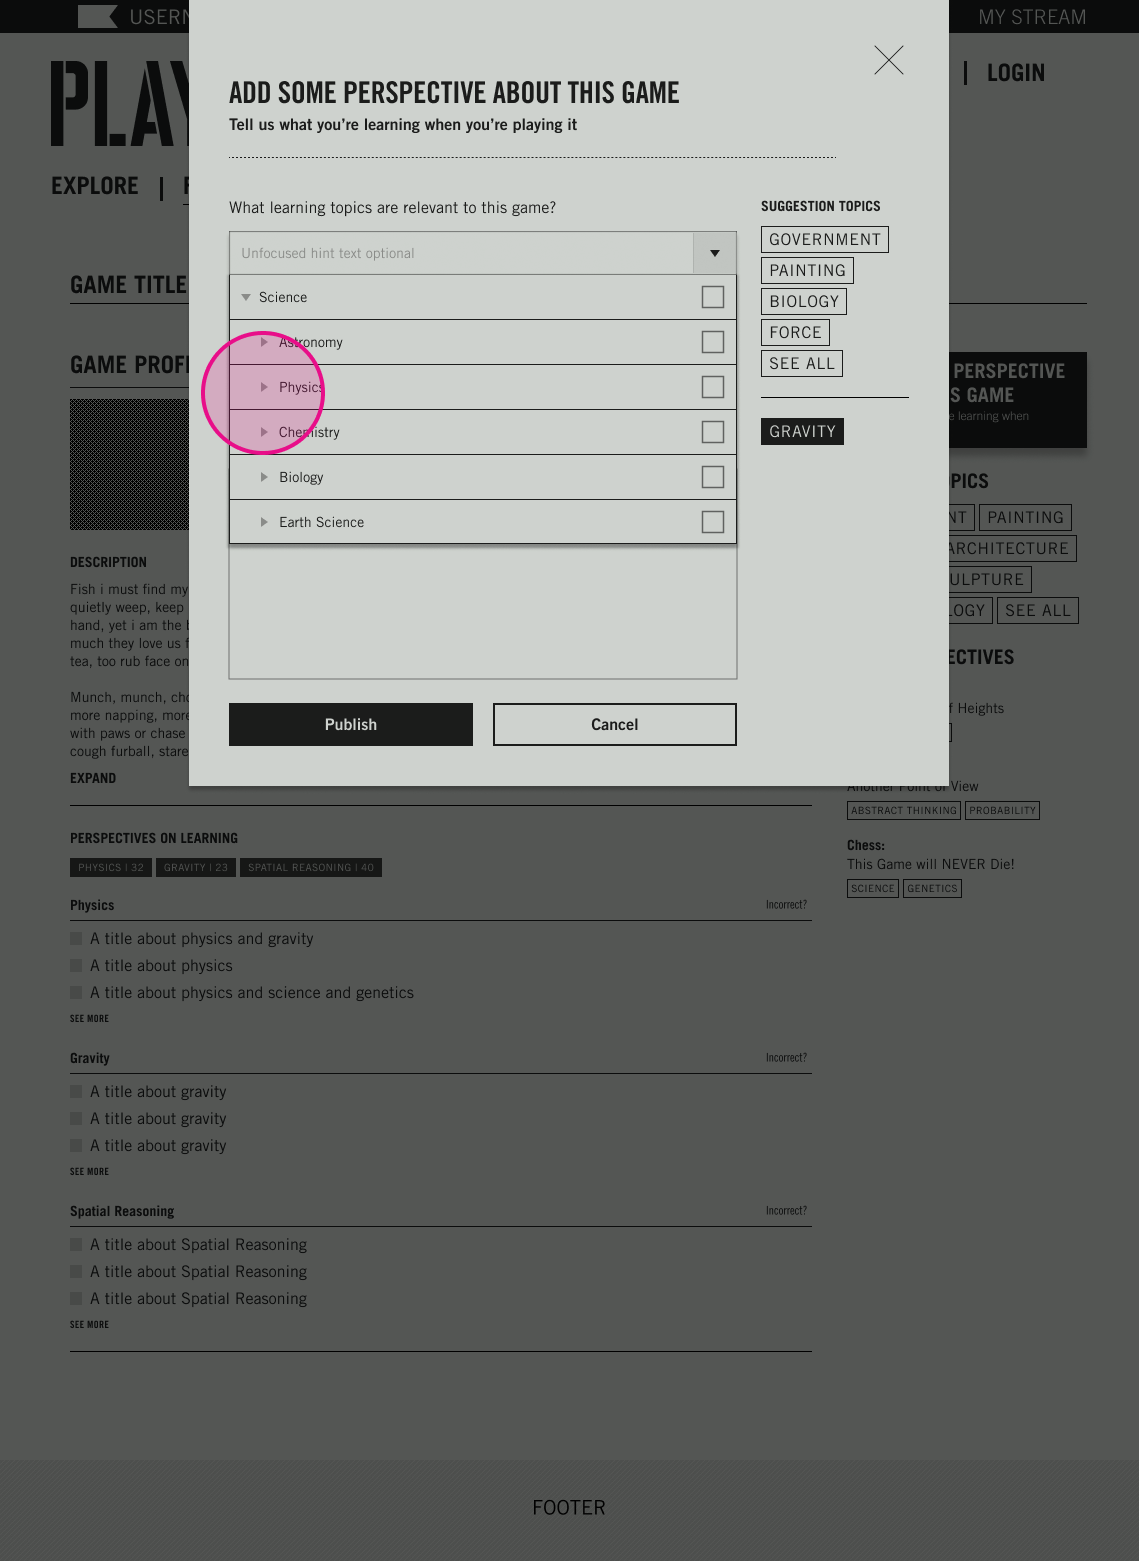 USERN
MY STREAM
PLAY
LOGIN
EXPLORE
GAME TITLE
GAME PROFI
DESCRIPTION
Fish i must find my
quietly weep, keep
hand, yet i am the
much they love us f
tea, too rub face on
Munch, munch, cho
more napping, more
with paws or chase
cough furball, stare
EXPAND
ADD SOME PERSPECTIVE ABOUT THIS GAME
Tell us what you're learning when you're playing it
What learning topics are relevant to this game?
Unfocused hint text optional
Science
Astronomy
Physics
Chemistry
Biology
Earth Science
Publish
Cancel
SUGGESTION TOPICS
GOVERNMENT
PAINTING
BIOLOGY
FORCE
SEE ALL
GRAVITY
PERSPECTIVE
S GAME
e learning when
PICS
NT PAINTING
ARCHITECTURE
ULPTURE
LOGY SEE ALL
ECTIVES
f Heights
Another Point of View
ABSTRACT THINKING PROBABILITY
Chess:
This Game will NEVER Die!
SCIENCE GENETICS
PERSPECTIVES ON LEARNING
PHYSICS | 32 GRAVITY | 23 SPATIAL REASONING | 40
Physics Incorrect?
A title about physics and gravity
A title about physics
A title about physics and science and genetics
SEE MORE
Gravity Incorrect?
A title about gravity
A title about gravity
A title about gravity
SEE MORE
Spatial Reasoning Incorrect?
A title about Spatial Reasoning
A title about Spatial Reasoning
A title about Spatial Reasoning
SEE MORE
FOOTER